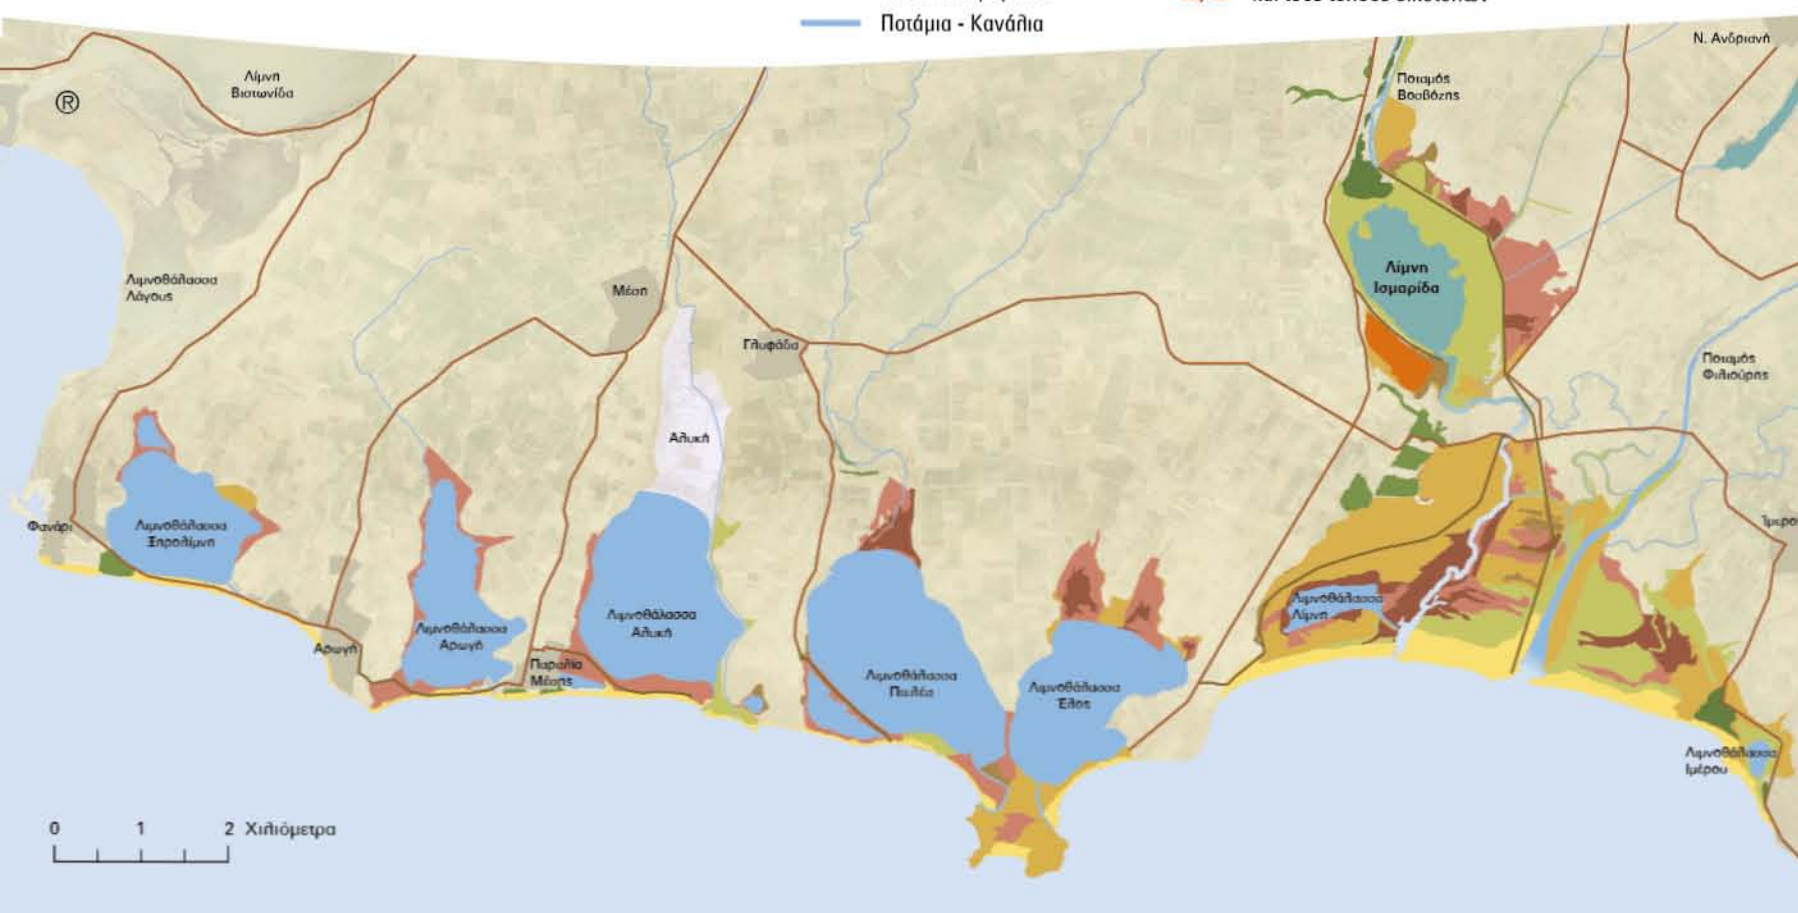 Ποτάμια - Κανάλια
Ν. Ανδριανή
Λίμνη
Βιστωνίδα
®
Ποταμός
Βοσβόζης
Λιμνοθάλασσα
Λάγους
Μέση
Λίμνη
Ισμαρίδα
Γλυφάδα
Ποταμός
Φιλιούρης
Αλυκή
Φανάρι
Λιμνοθάλασσα
Ξηρολίμνη
Ίμερο
Λιμνοθάλασσα
Λίμνη
Λιμνοθάλασσα
Αλυκή
Λιμνοθάλασσα
Αρωγή
Αρωγή
Παραλία
Μέσης
Λιμνοθάλασσα
Πτελέα
Λιμνοθάλασσα
Έλος
Λιμνοθάλασσα
Ιμέρου
0 1 2 Χιλιόμετρα